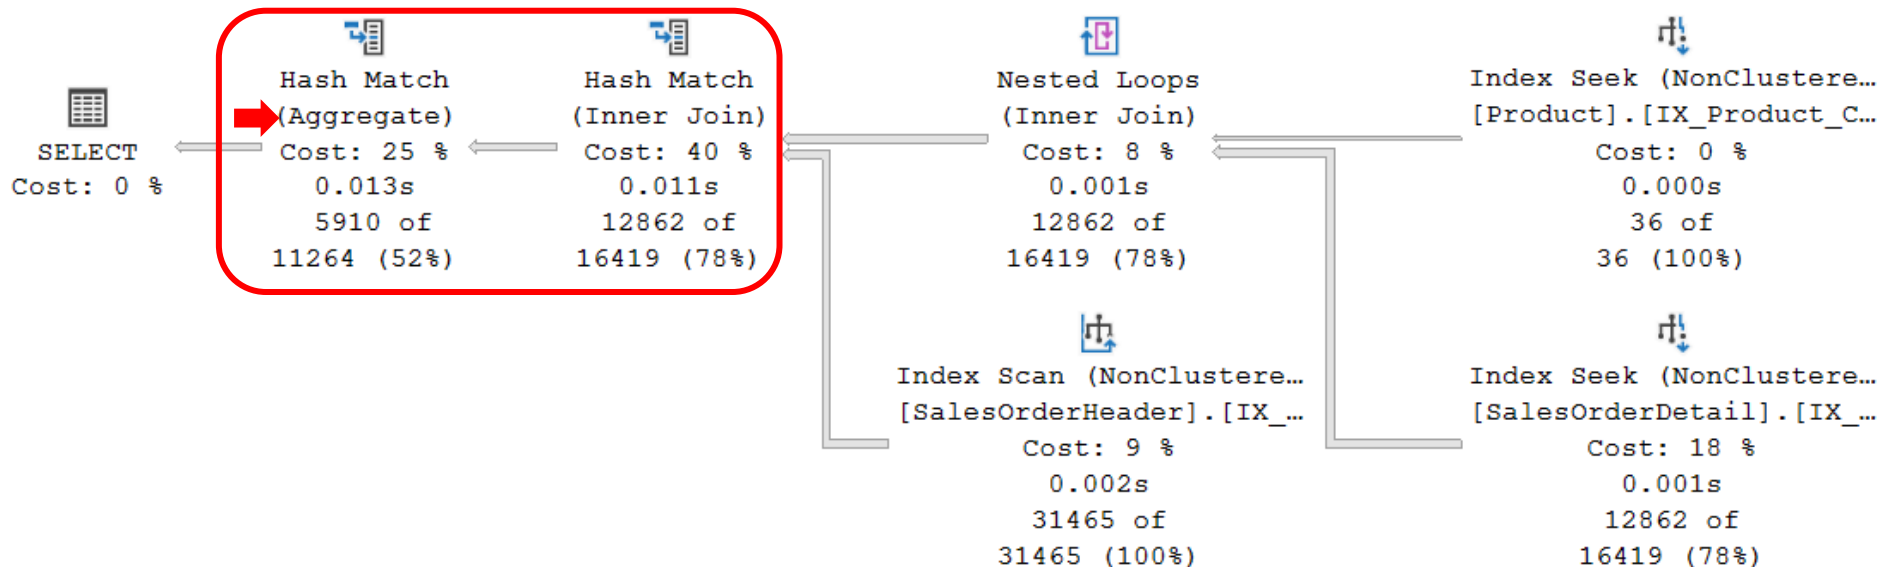 SELECT
Cost: 0 %
Hash Match
(Aggregate)
Cost: 25 %
0.013s
5910 of
11264 (52%)
Hash Match
(Inner Join)
Cost: 40 %
0.011s
12862 of
16419 (78%)
Nested Loops
(Inner Join)
Cost: 8 %
0.001s
12862 of
16419 (78%)
Index Seek (NonClustere…
[Product].[IX_Product_C…
Cost: 0 %
0.000s
36 of
36 (100%)
Index Scan (NonClustere…
[SalesOrderHeader].[IX_…
Cost: 9 %
0.002s
31465 of
31465 (100%)
Index Seek (NonClustere…
[SalesOrderDetail].[IX_…
Cost: 18 %
0.001s
12862 of
16419 (78%)